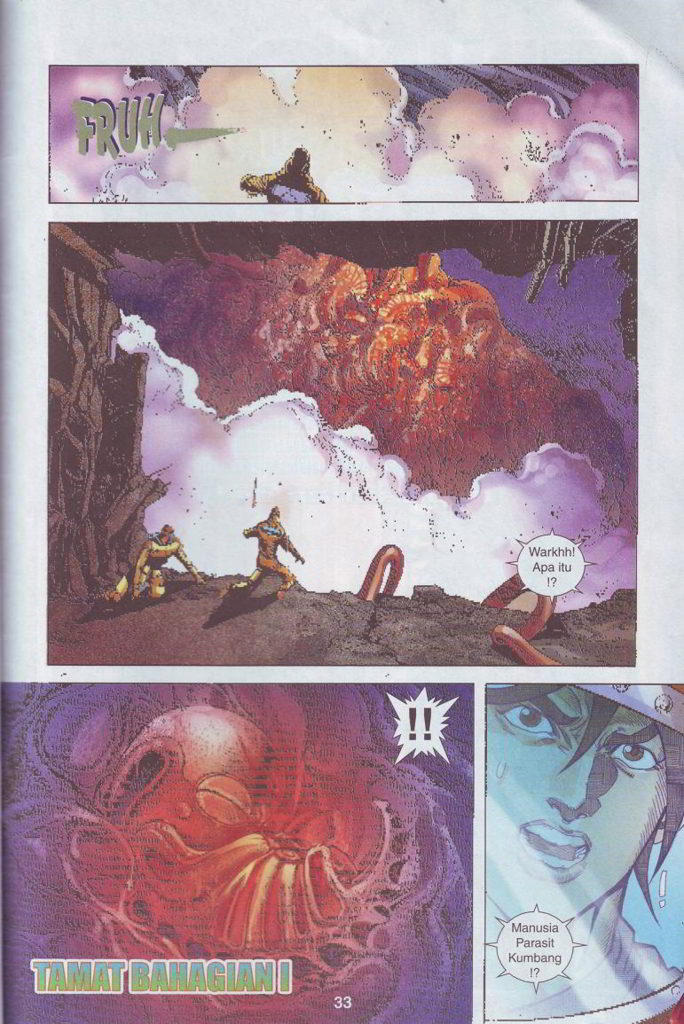 FRUH
Warkhh!
Apa itu
!?
!!
Manusia
Parasit
Kumbang
!?
!
TAMAT BAHAGIAN I
33